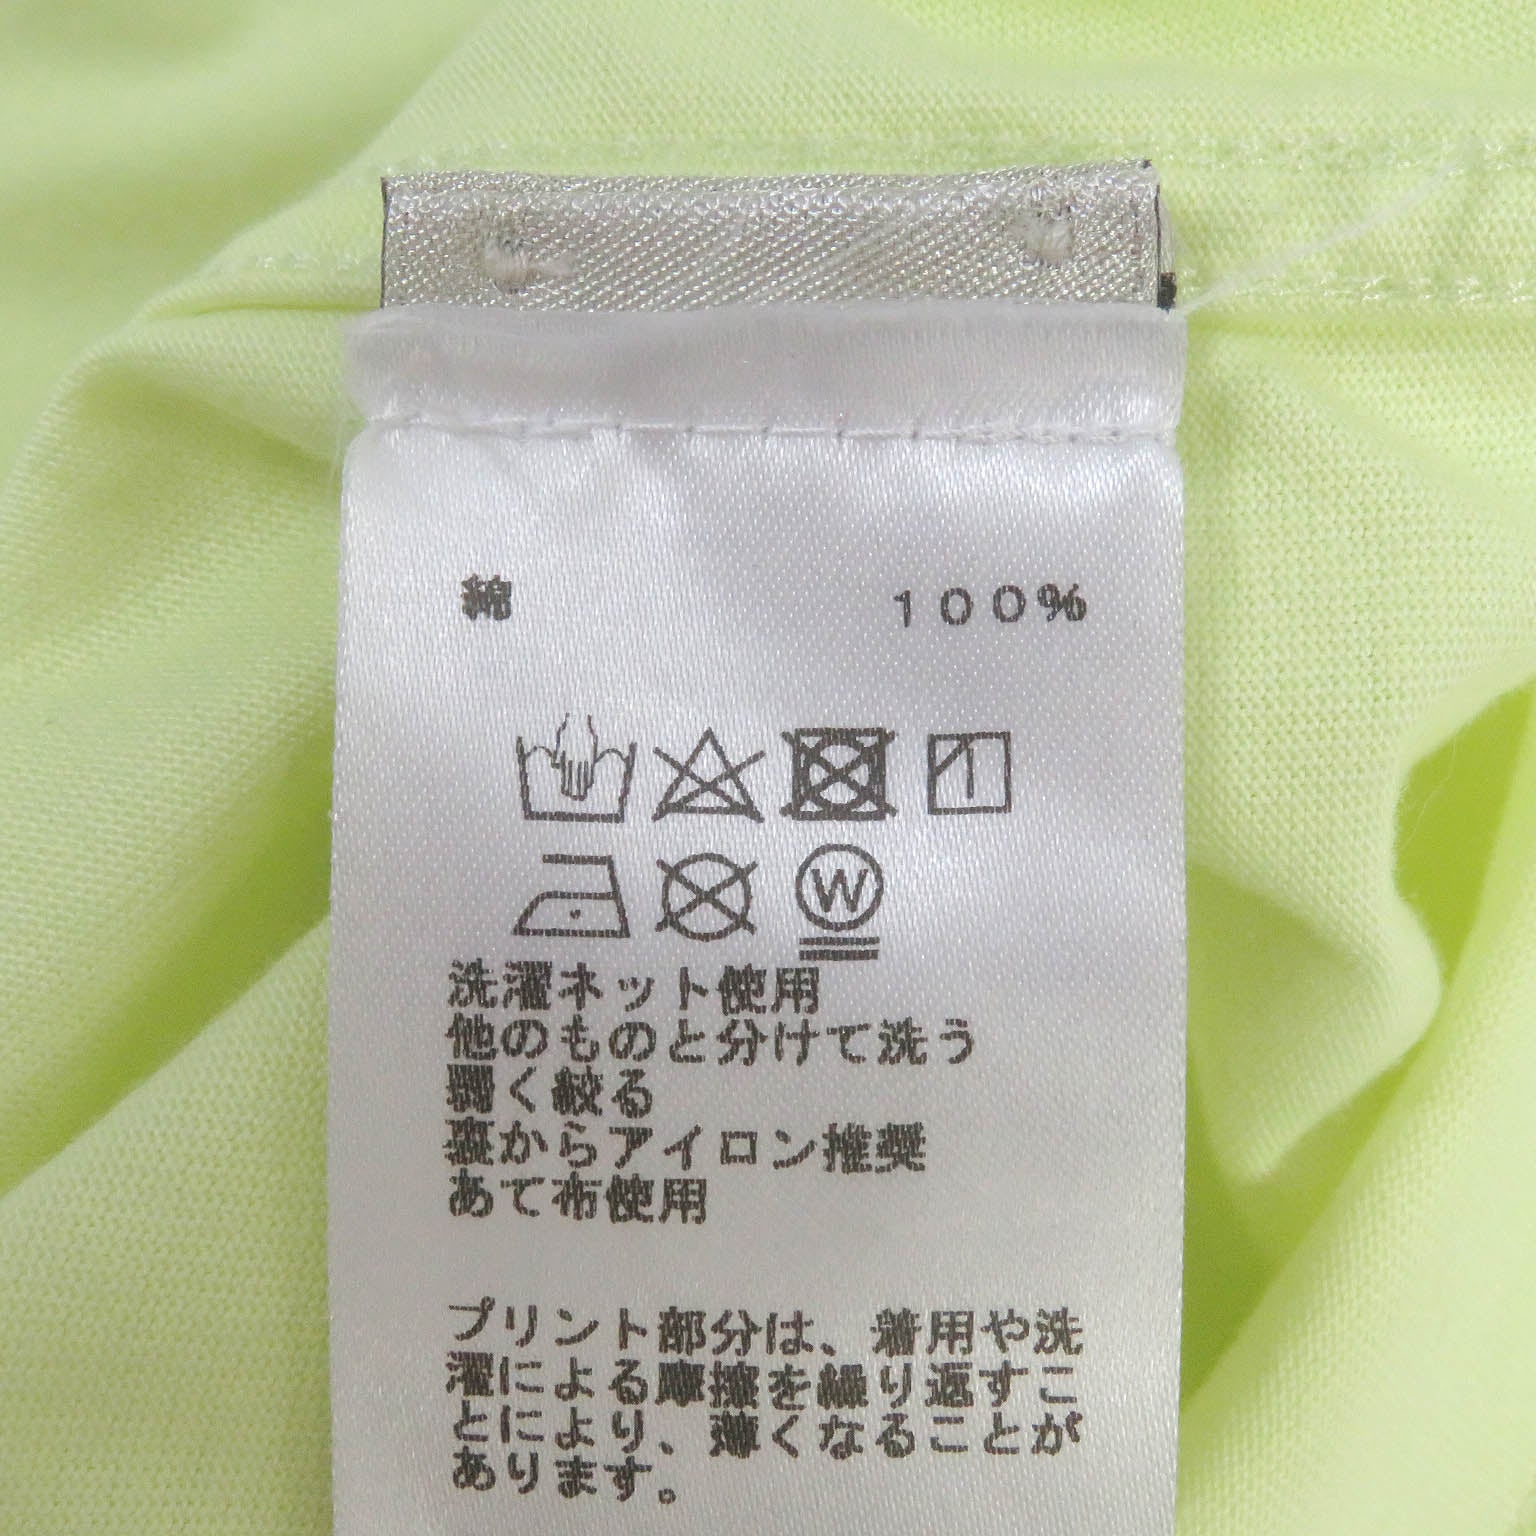 綿 100%
W
洗濯ネット使用
他のものと分けて洗う
弱く絞る
裏からアイロン推奨
あて布使用
プリント部分は、着用や洗
濯による摩擦を繰り返すこ
とにより、薄くなることが
あります。